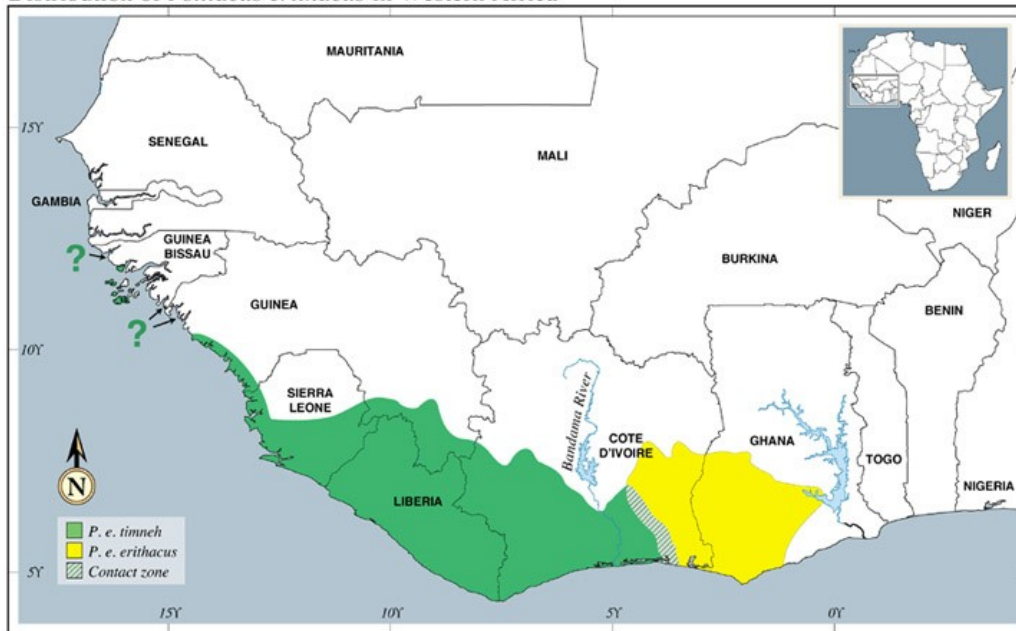 Distribution of Psittacus erithacus in Western Africa
MAURITANIA
15Y
SENEGAL
MALI
GAMBIA
NIGER
GUINEA
BISSAU
?
BURKINA
GUINEA
BENIN
?
10Y
SIERRA
LEONE
Bandama River
COTE
D'IVOIRE
GHANA
TOGO
N
LIBERIA
NIGERIA
P. e. timneh
P. e. erithacus
Contact zone
5Y
15Y
10Y
5Y
0Y